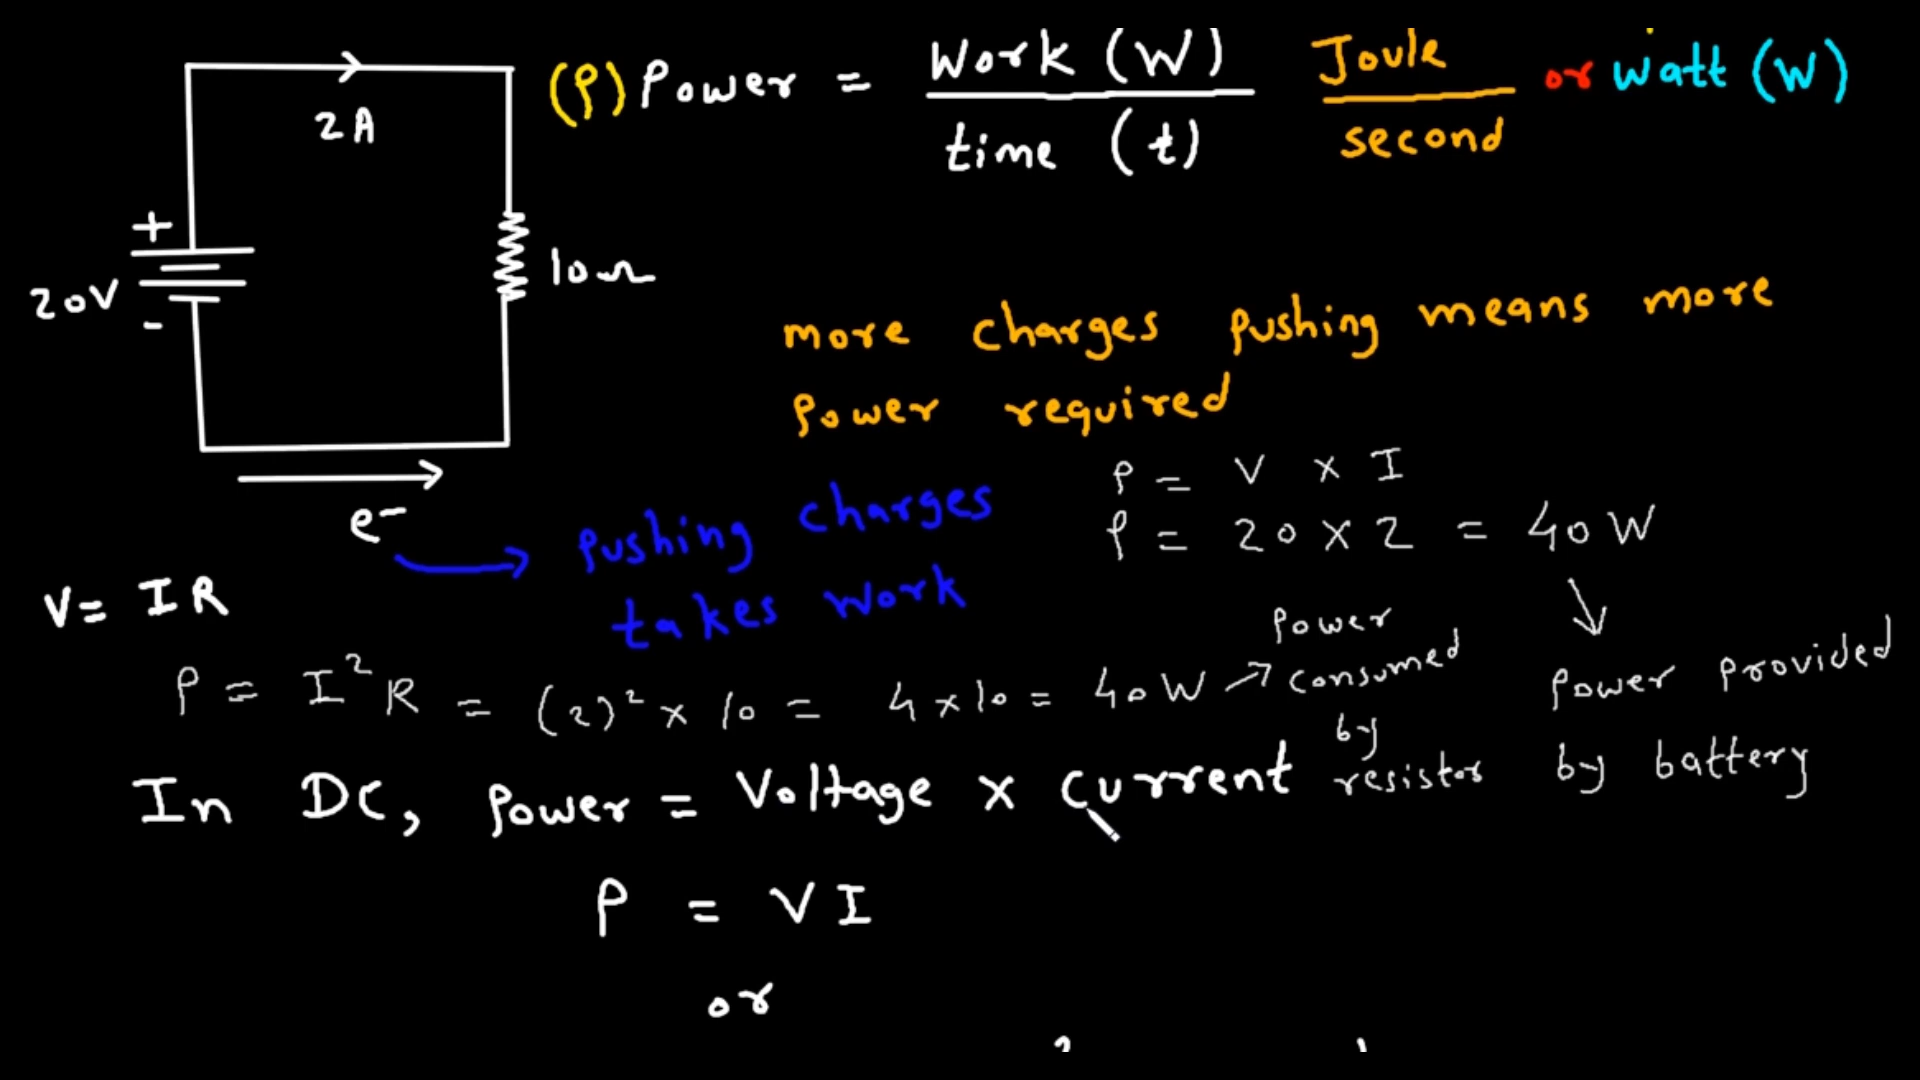 (P) Power = Work (W) / time (t) Joule / second or watt (W)
2A
+
20V
-
10Ω
more charges pushing means more
power required
P = V x I
P = 20 x 2 = 40 W
e-
pushing charges
takes work
V = IR
Power
consumed
by
resistor
Power provided
by battery
P = I²R = (2)² x 10 = 4 x 10 = 40W
In DC, Power = Voltage x Current
P = VI
or